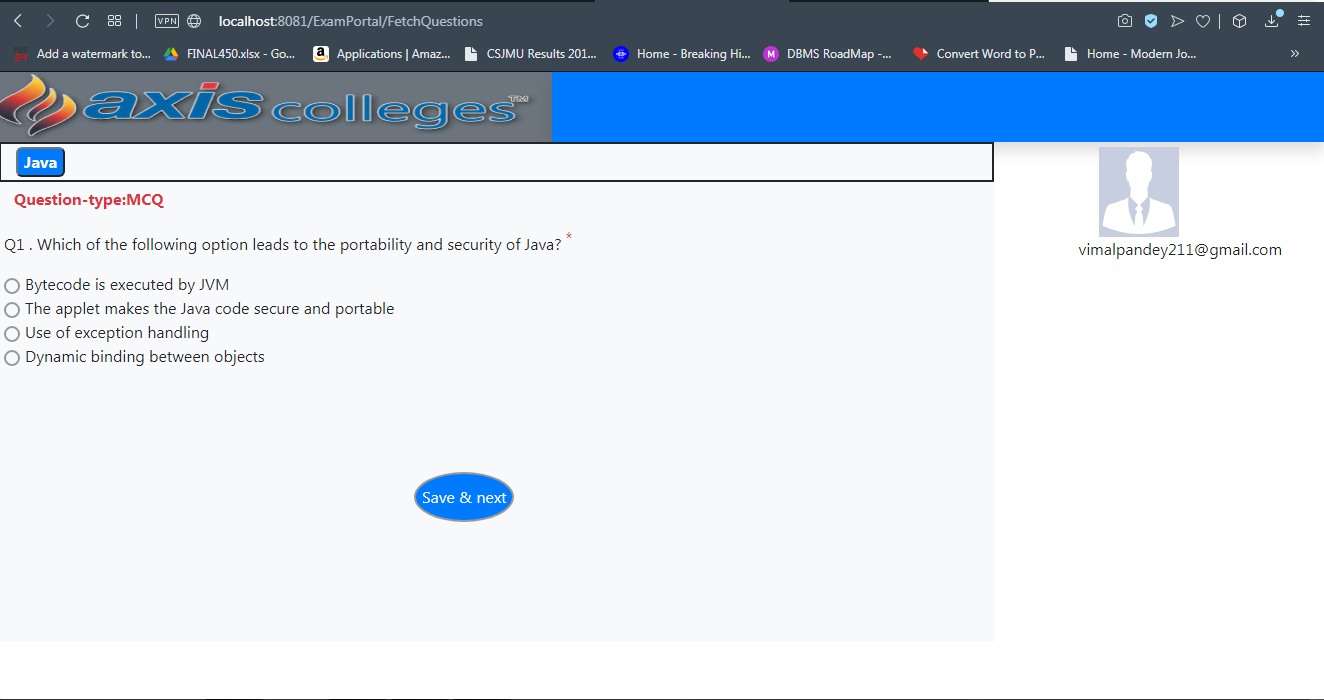 VPN localhost:8081/ExamPortal/FetchQuestions
Add a watermark to... FINAL450.xlsx - Go... a Applications | Amaz... CSJMU Results 201... Home - Breaking Hi... M DBMS RoadMap -... Convert Word to P... Home - Modern Jo... »
axis colleges™
Java
Question-type:MCQ
vimalpandey211@gmail.com
Q1 . Which of the following option leads to the portability and security of Java? *
Bytecode is executed by JVM
The applet makes the Java code secure and portable
Use of exception handling
Dynamic binding between objects
Save & next